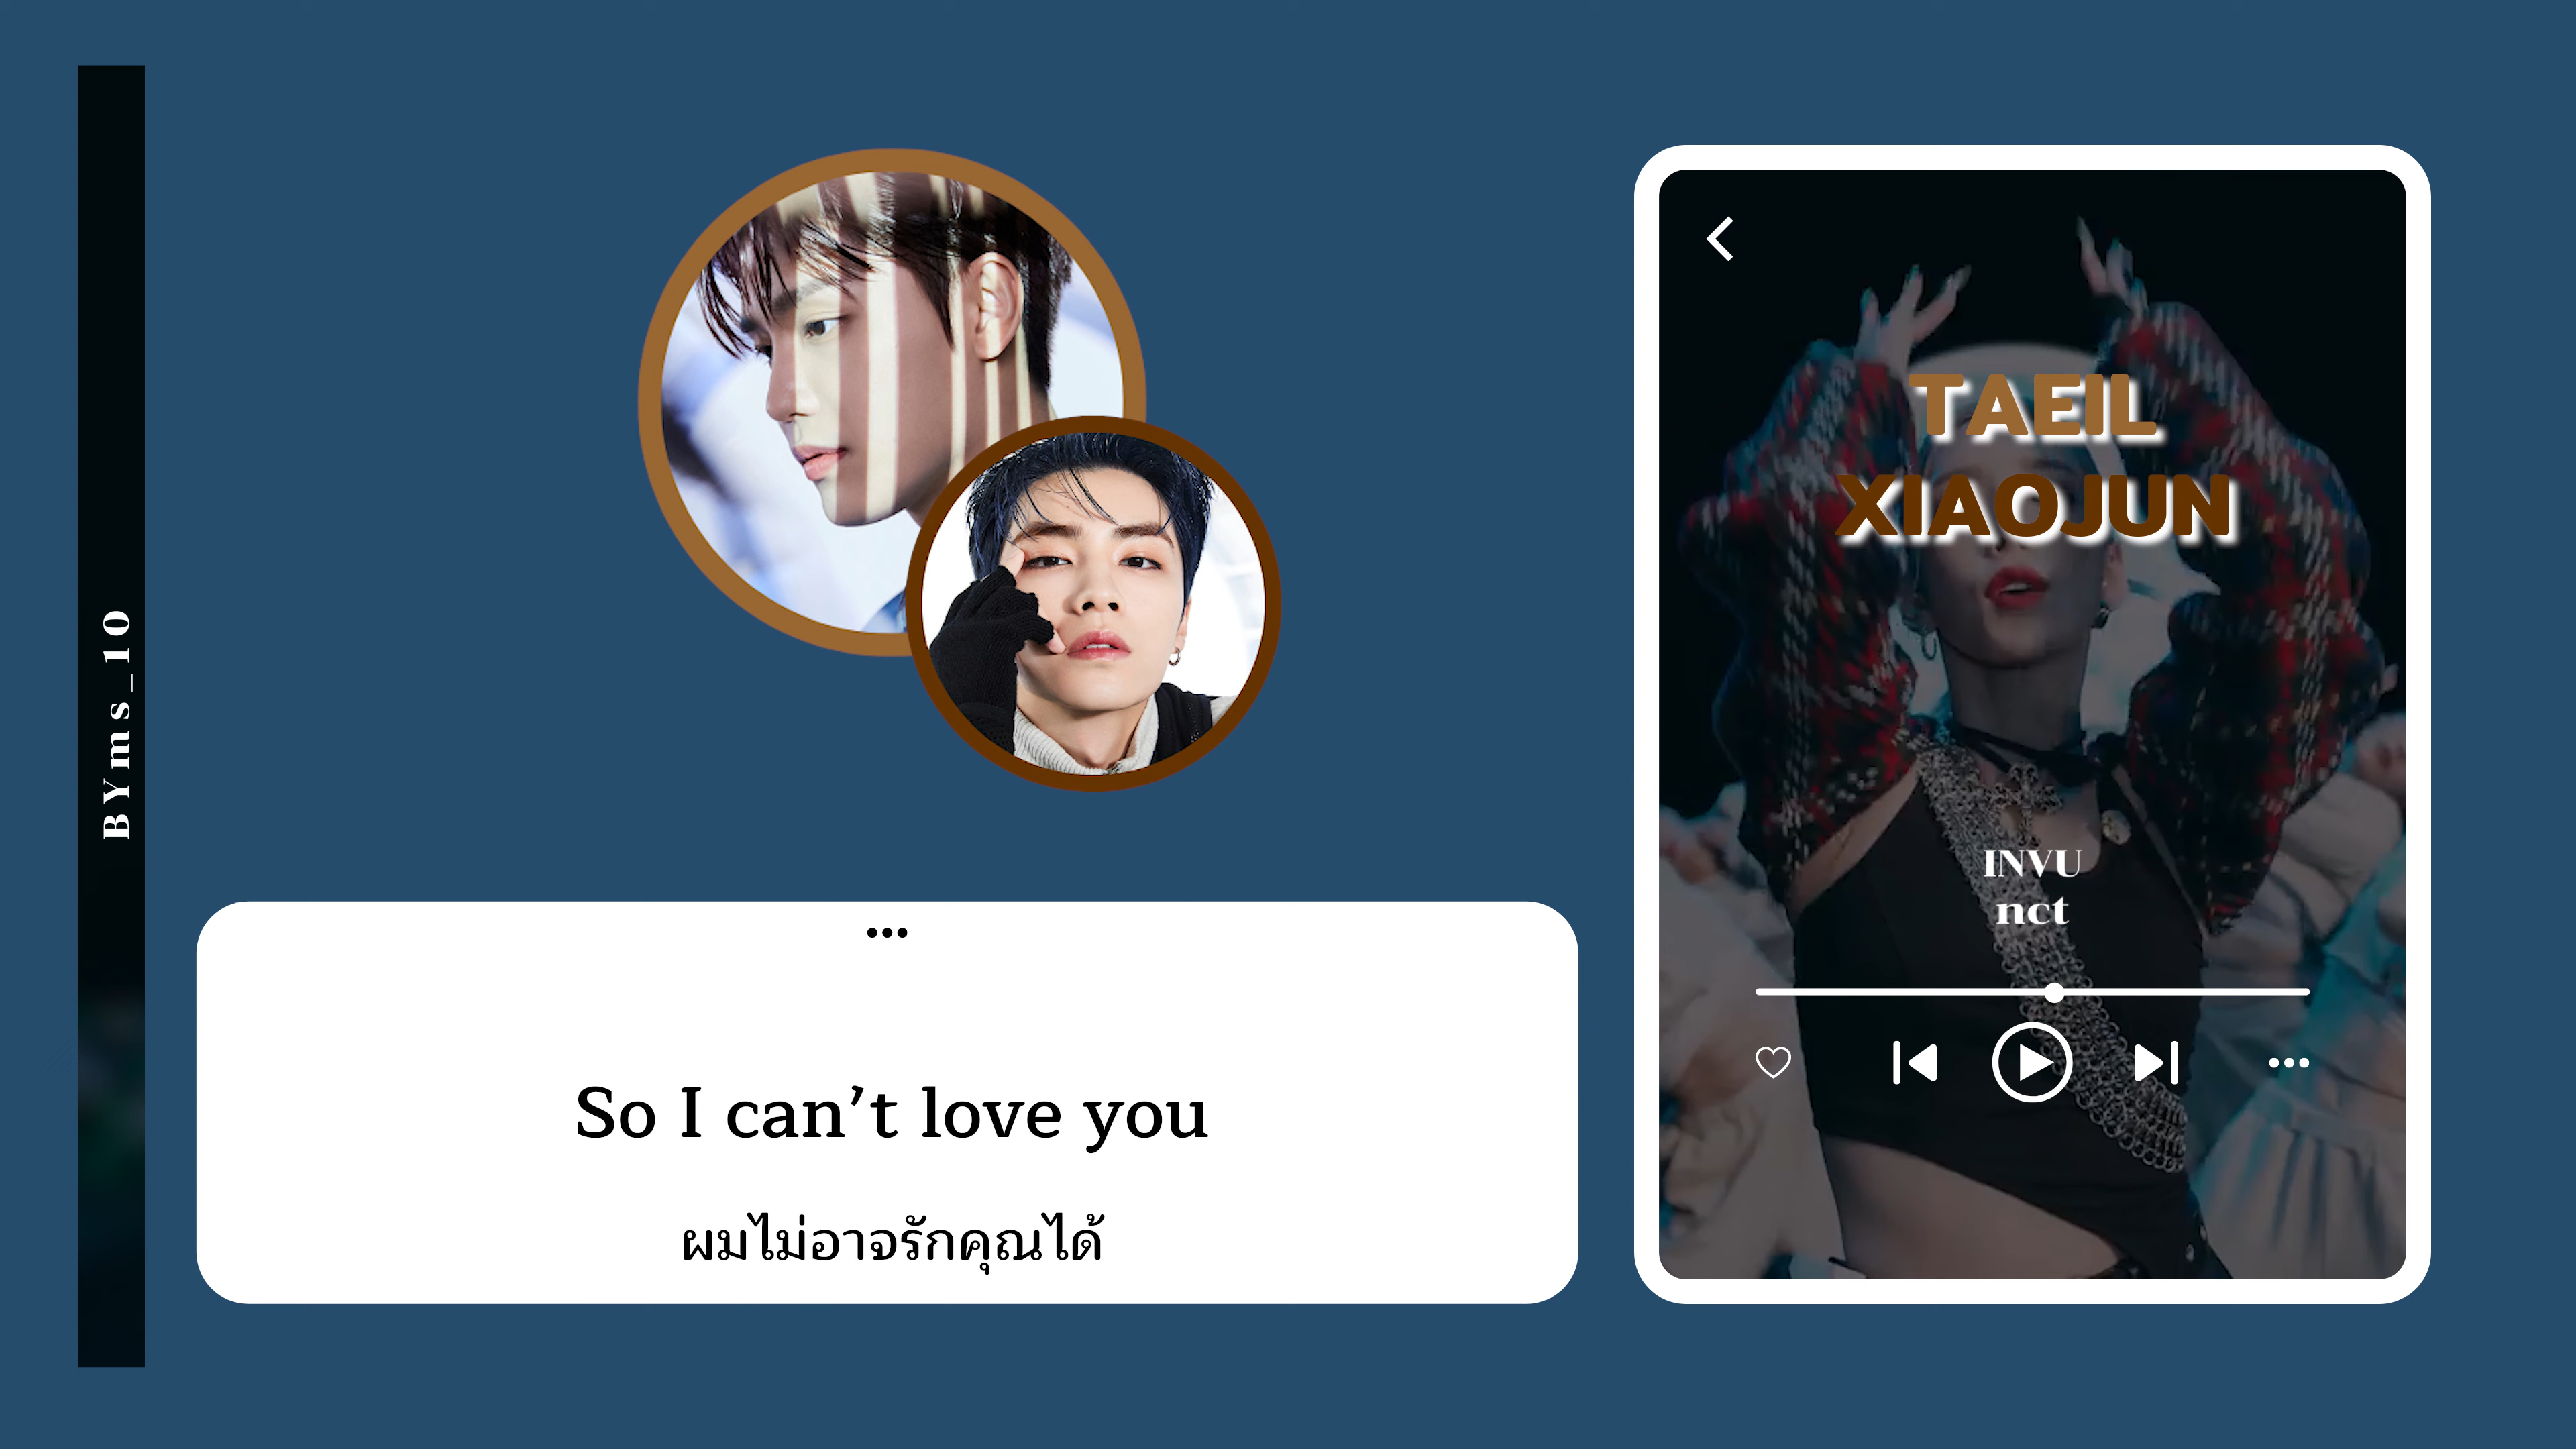 BYms_10
•••
So I can’t love you
ผมไม่อาจรักคุณได้
TAEIL
XIAOJUN
INVU
nct